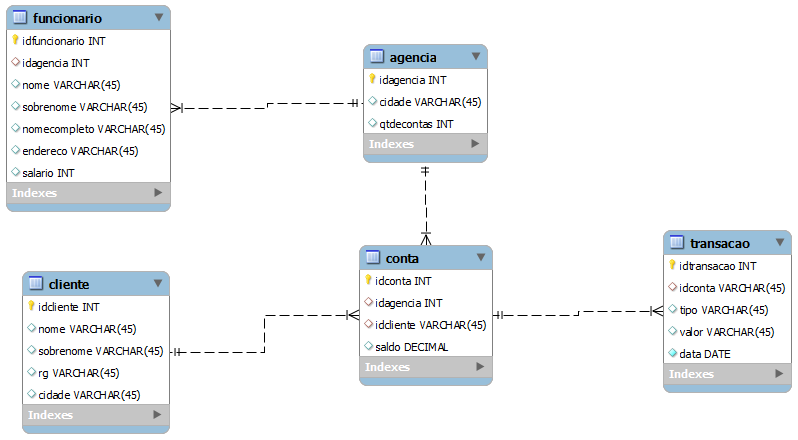 funcionario
idfuncionario INT
idagencia INT
nome VARCHAR(45)
sobrenome VARCHAR(45)
nomecompleto VARCHAR(45)
endereco VARCHAR(45)
salario INT
Indexes
agencia
idagencia INT
cidade VARCHAR(45)
qtdecontas INT
Indexes
cliente
idcliente INT
nome VARCHAR(45)
sobrenome VARCHAR(45)
rg VARCHAR(45)
cidade VARCHAR(45)
Indexes
conta
idconta INT
idagencia INT
idcliente VARCHAR(45)
saldo DECIMAL
Indexes
transacao
idtransacao INT
idconta VARCHAR(45)
tipo VARCHAR(45)
valor VARCHAR(45)
data DATE
Indexes